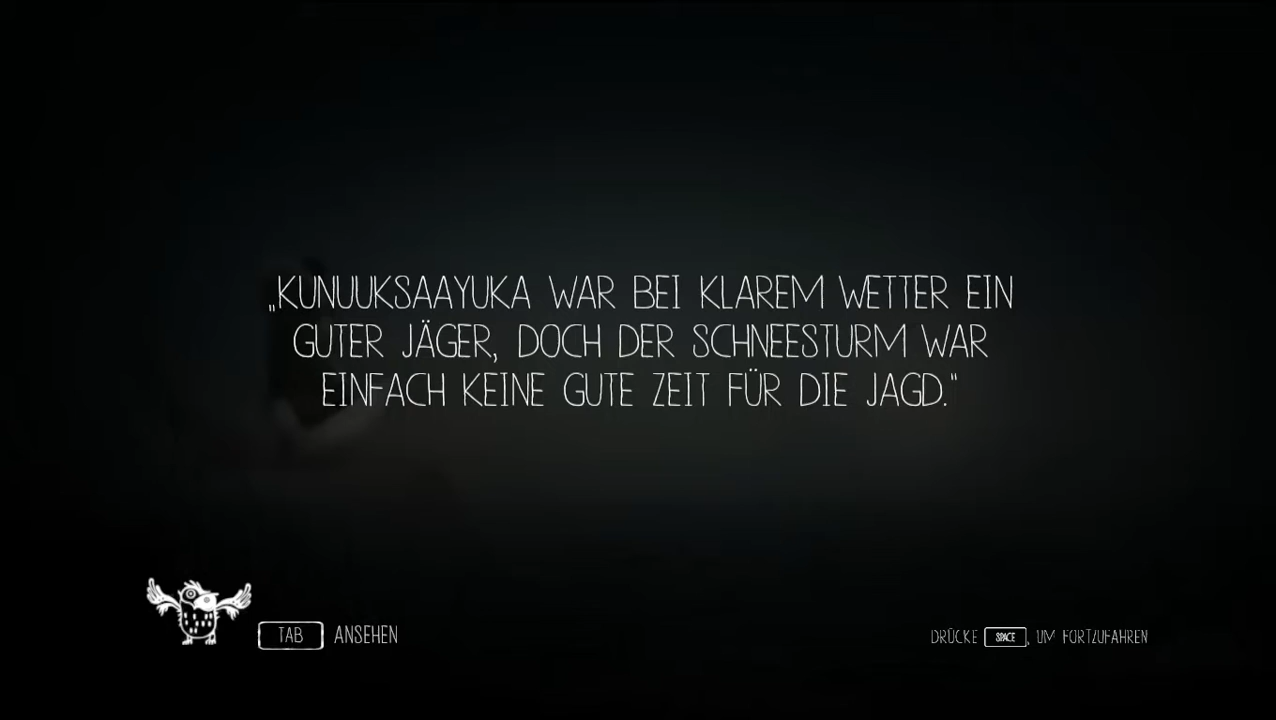 „KUNUUKSAAYUKA WAR BEI KLAREM WETTER EIN
GUTER JÄGER, DOCH DER SCHNEESTURM WAR
EINFACH KEINE GUTE ZEIT FÜR DIE JAGD."
TAB ANSEHEN
DRÜCKE SPACE, UM FORTZUFAHREN